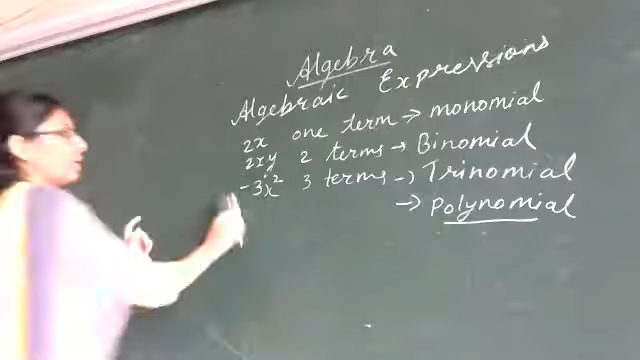 Algebra
Algebraic Expressions
2x one term → monomial
2xy 2 terms → Binomial
-3x² 3 terms → Trinomial
→ Polynomial